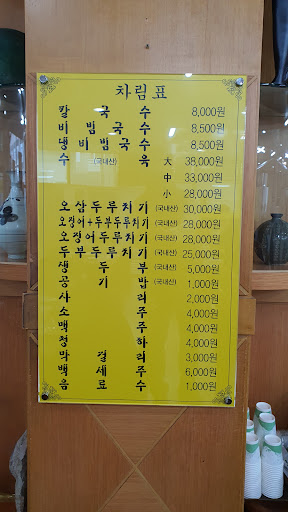 차림표
칼국수 8,000원
비빔국수 8,500원
냉비빔국수 8,500원
수(국내산)육 大 38,000원
中 33,000원
小 28,000원
오삼두루치기(국내산) 30,000원
오징어+두부두루치기(국내산) 28,000원
오징어두루치기(국내산) 28,000원
두부두루치기(국내산) 25,000원
생두부 5,000원
공기밥 1,000원
사리 2,000원
소주 4,000원
맥주 4,000원
청하 4,000원
막걸리 3,000원
백세주 6,000원
음료수 1,000원